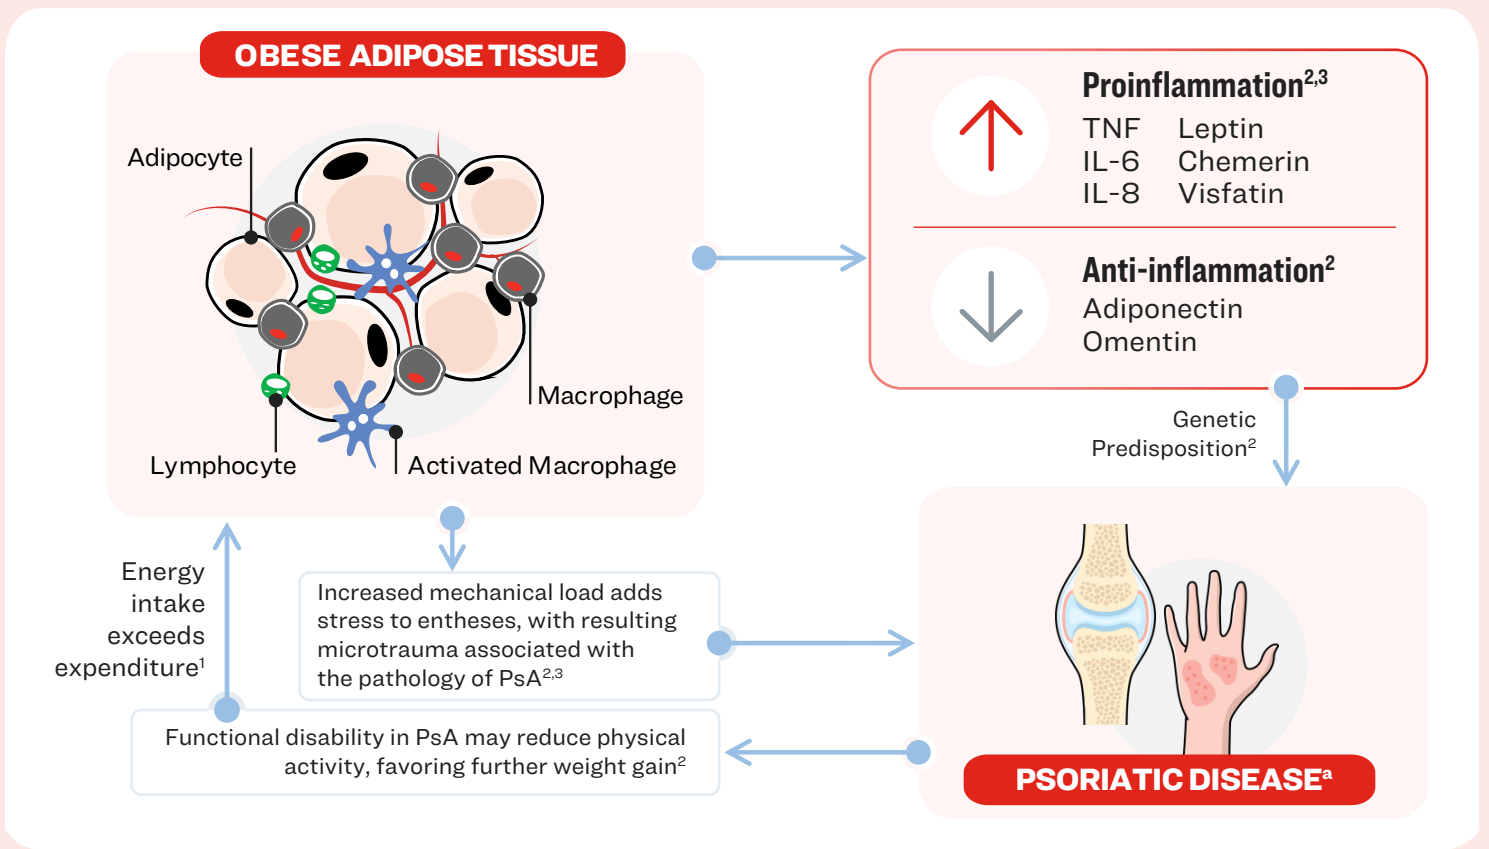 OBESE ADIPOSE TISSUE
Adipocyte
Macrophage
Lymphocyte
Activated Macrophage
Proinflammation2,3
TNF Leptin
IL-6 Chemerin
IL-8 Visfatin
Anti-inflammation2
Adiponectin
Omentin
Genetic
Predisposition2
Energy
intake
exceeds
expenditure1
Increased mechanical load adds
stress to entheses, with resulting
microtrauma associated with
the pathology of PsA2,3
Functional disability in PsA may reduce physical
activity, favoring further weight gain2
PSORIATIC DISEASEa